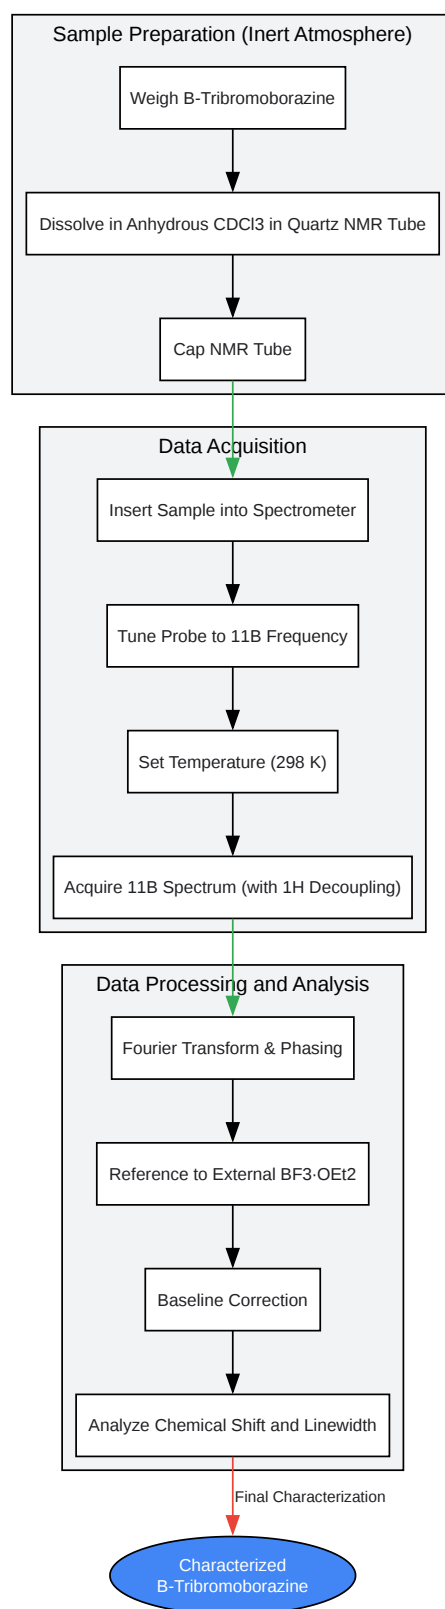 Sample Preparation (Inert Atmosphere)
Weigh B-Tribromoborazine
Dissolve in Anhydrous CDCl3 in Quartz NMR Tube
Cap NMR Tube
Data Acquisition
Insert Sample into Spectrometer
Tune Probe to 11B Frequency
Set Temperature (298 K)
Acquire 11B Spectrum (with 1H Decoupling)
Data Processing and Analysis
Fourier Transform & Phasing
Reference to External BF3·OEt2
Baseline Correction
Analyze Chemical Shift and Linewidth
Final Characterization
Characterized
B-Tribromoborazine